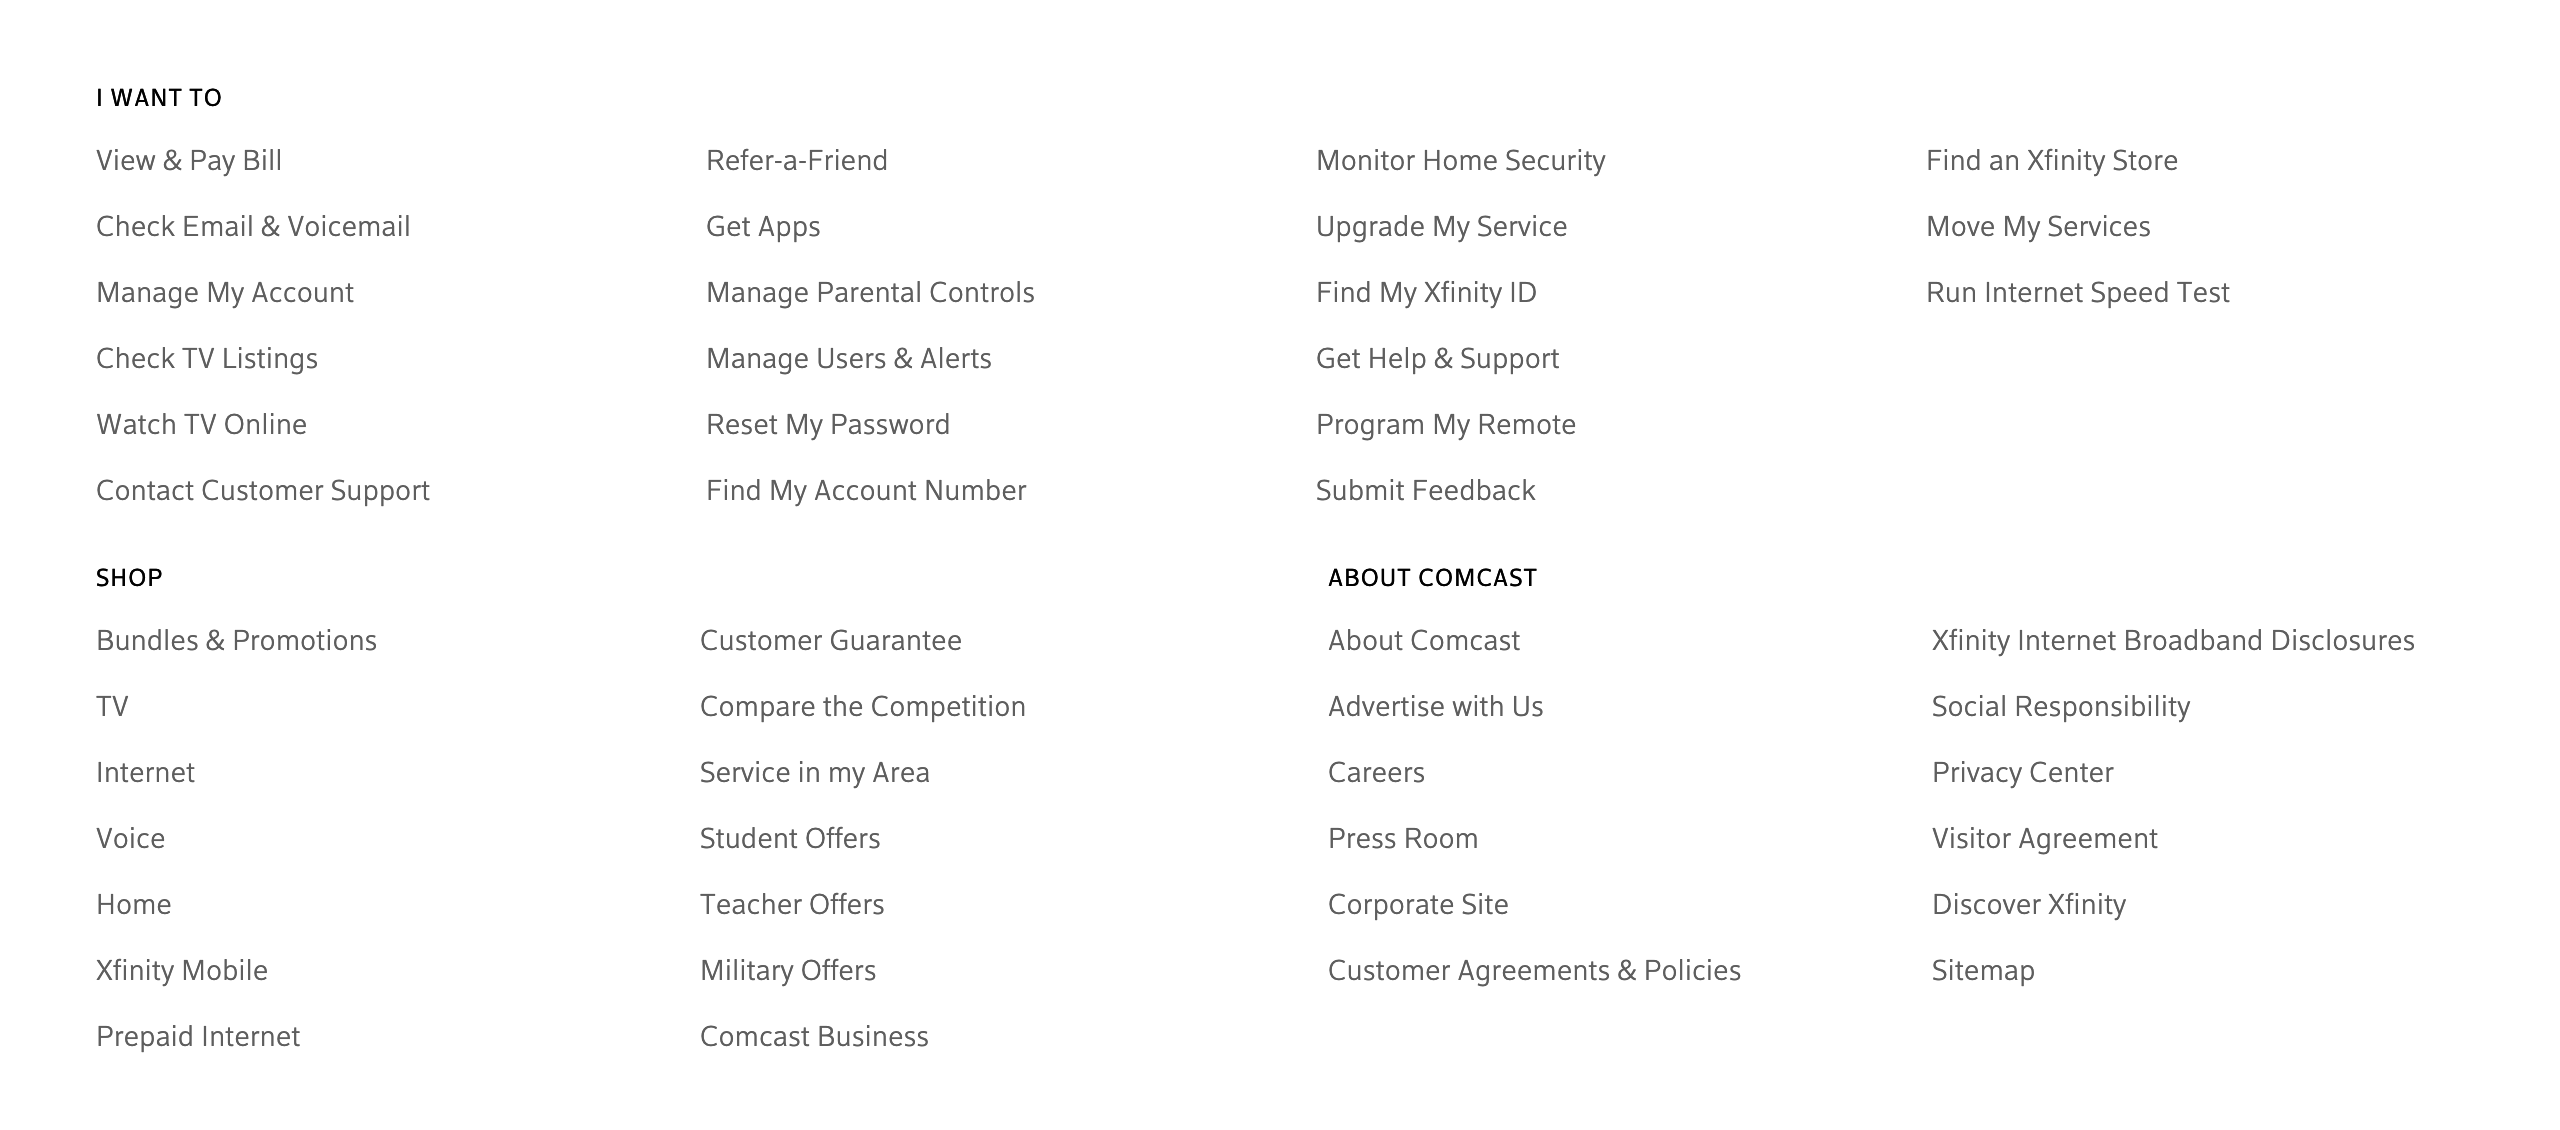 I WANT TO
View & Pay Bill
Check Email & Voicemail
Manage My Account
Check TV Listings
Watch TV Online
Contact Customer Support
Refer-a-Friend
Get Apps
Manage Parental Controls
Manage Users & Alerts
Reset My Password
Find My Account Number
Monitor Home Security
Upgrade My Service
Find My Xfinity ID
Get Help & Support
Program My Remote
Submit Feedback
Find an Xfinity Store
Move My Services
Run Internet Speed Test
SHOP
Bundles & Promotions
TV
Internet
Voice
Home
Xfinity Mobile
Prepaid Internet
Customer Guarantee
Compare the Competition
Service in my Area
Student Offers
Teacher Offers
Military Offers
Comcast Business
ABOUT COMCAST
About Comcast
Advertise with Us
Careers
Press Room
Corporate Site
Customer Agreements & Policies
Xfinity Internet Broadband Disclosures
Social Responsibility
Privacy Center
Visitor Agreement
Discover Xfinity
Sitemap